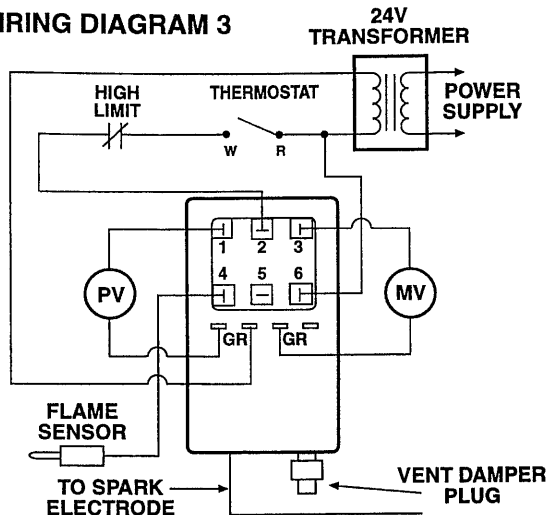 IRING DIAGRAM 3
24V
TRANSFORMER
HIGH
LIMIT
THERMOSTAT
POWER
SUPPLY
W
R
1
2
3
4
5
6
PV
MV
GR
GR
FLAME
SENSOR
TO SPARK
ELECTRODE
VENT DAMPER
PLUG